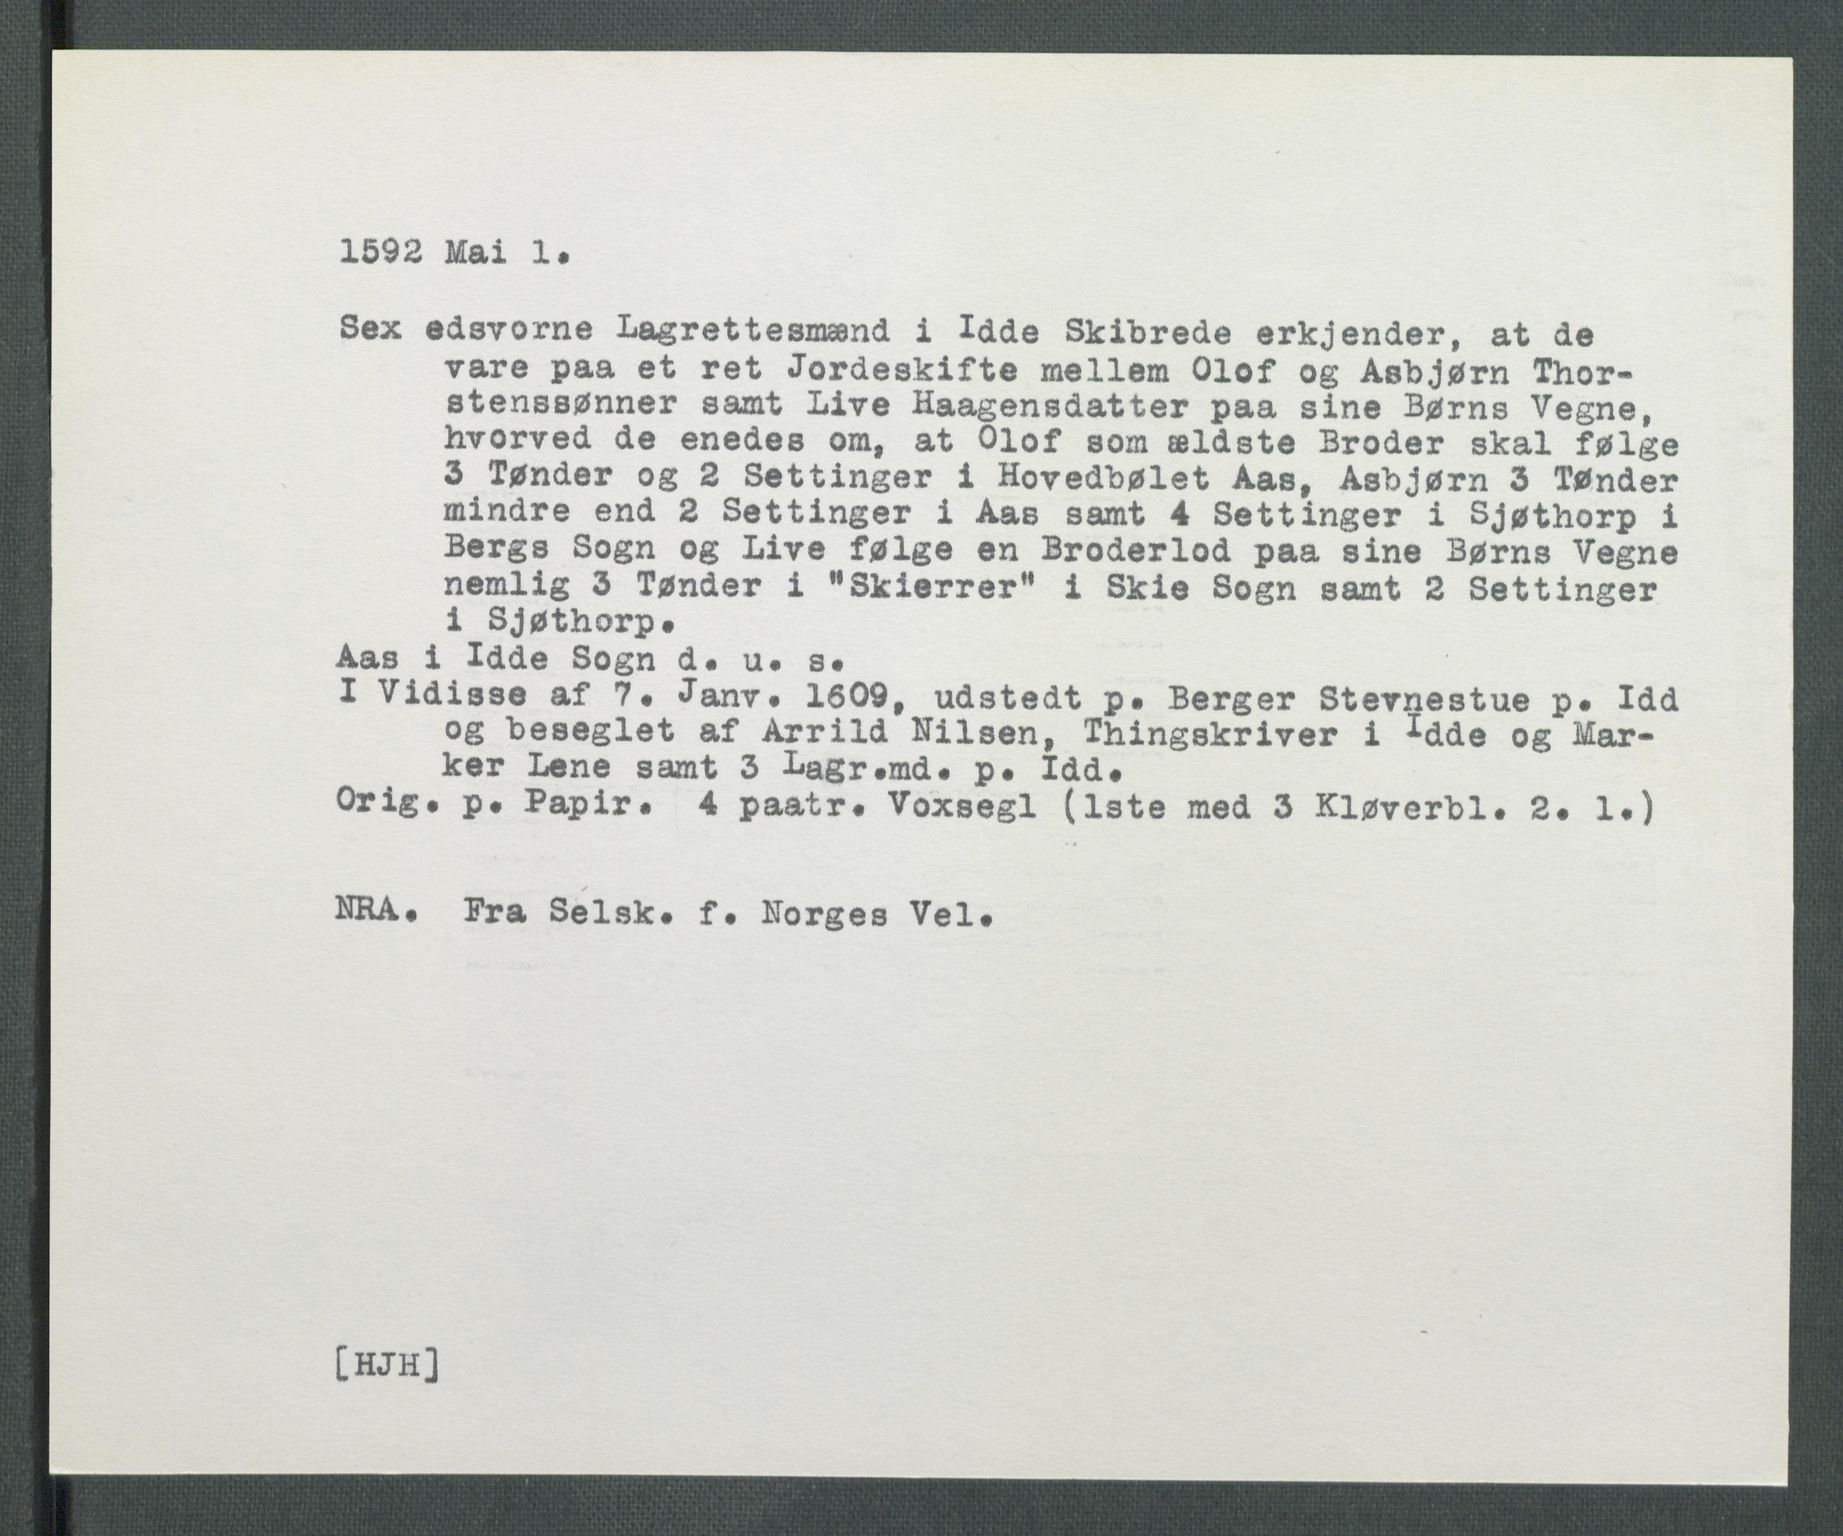 1592 Mai 1.
Sex edsvorne Lagrettesmænd i Idde Skibrede erkjender, at de
vare paa et ret Jordeskifte mellem Olof og Asbjørn Thor-
stenssønner samt Live Haagensdatter paa sine Børns Vegne,
hvorved de enedes om, at Olof som ældste Broder skal følge
3 Tønder og 2 Settinger i Hovedbølet Aas, Asbjørn 3 Tønder
mindre end 2 Settinger i Aas samt 4 Settinger i Sjøthorp i
Bergs Sogn og Live følge en Broderlod paa sine Børns Vegne
nemlig 3 Tønder i "Skierrer" i Skie Sogn samt 2 Settinger
i Sjøthorp.
Aas i Idde Sogn d. u. s.
I Vidisse af 7. Janv. 1609, udstedt p. Berger Stevnestue p. Idd
og beseglet af Arrild Nilsen, Thingskriver i Idde og Mar-
ker Lene samt 3 Lagr.md. p. Idd.
Orig. p. Papir. 4 paatr. Voxsegl (1ste med 3 Kløverbl. 2. 1.)
NRA. Fra Selsk. f. Norges Vel.
[HJH]